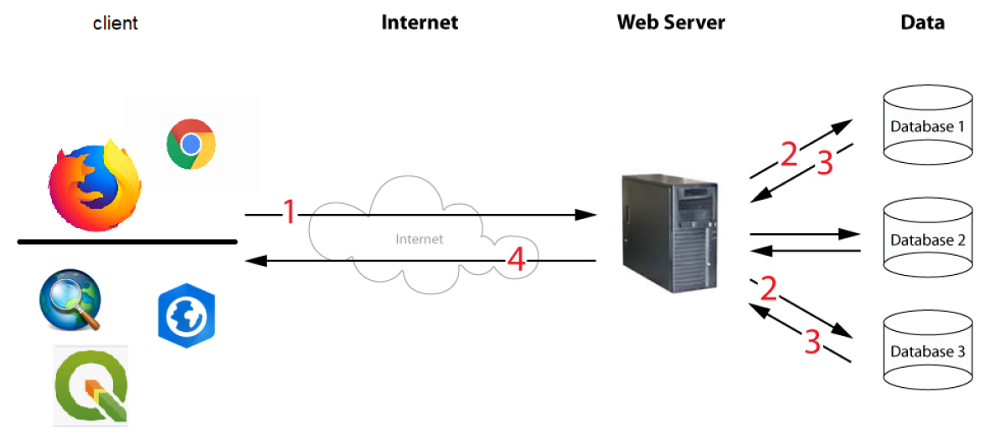 client
Internet
Web Server
Data
Database 1
2
3
1
Internet
Database 2
4
2
3
Database 3